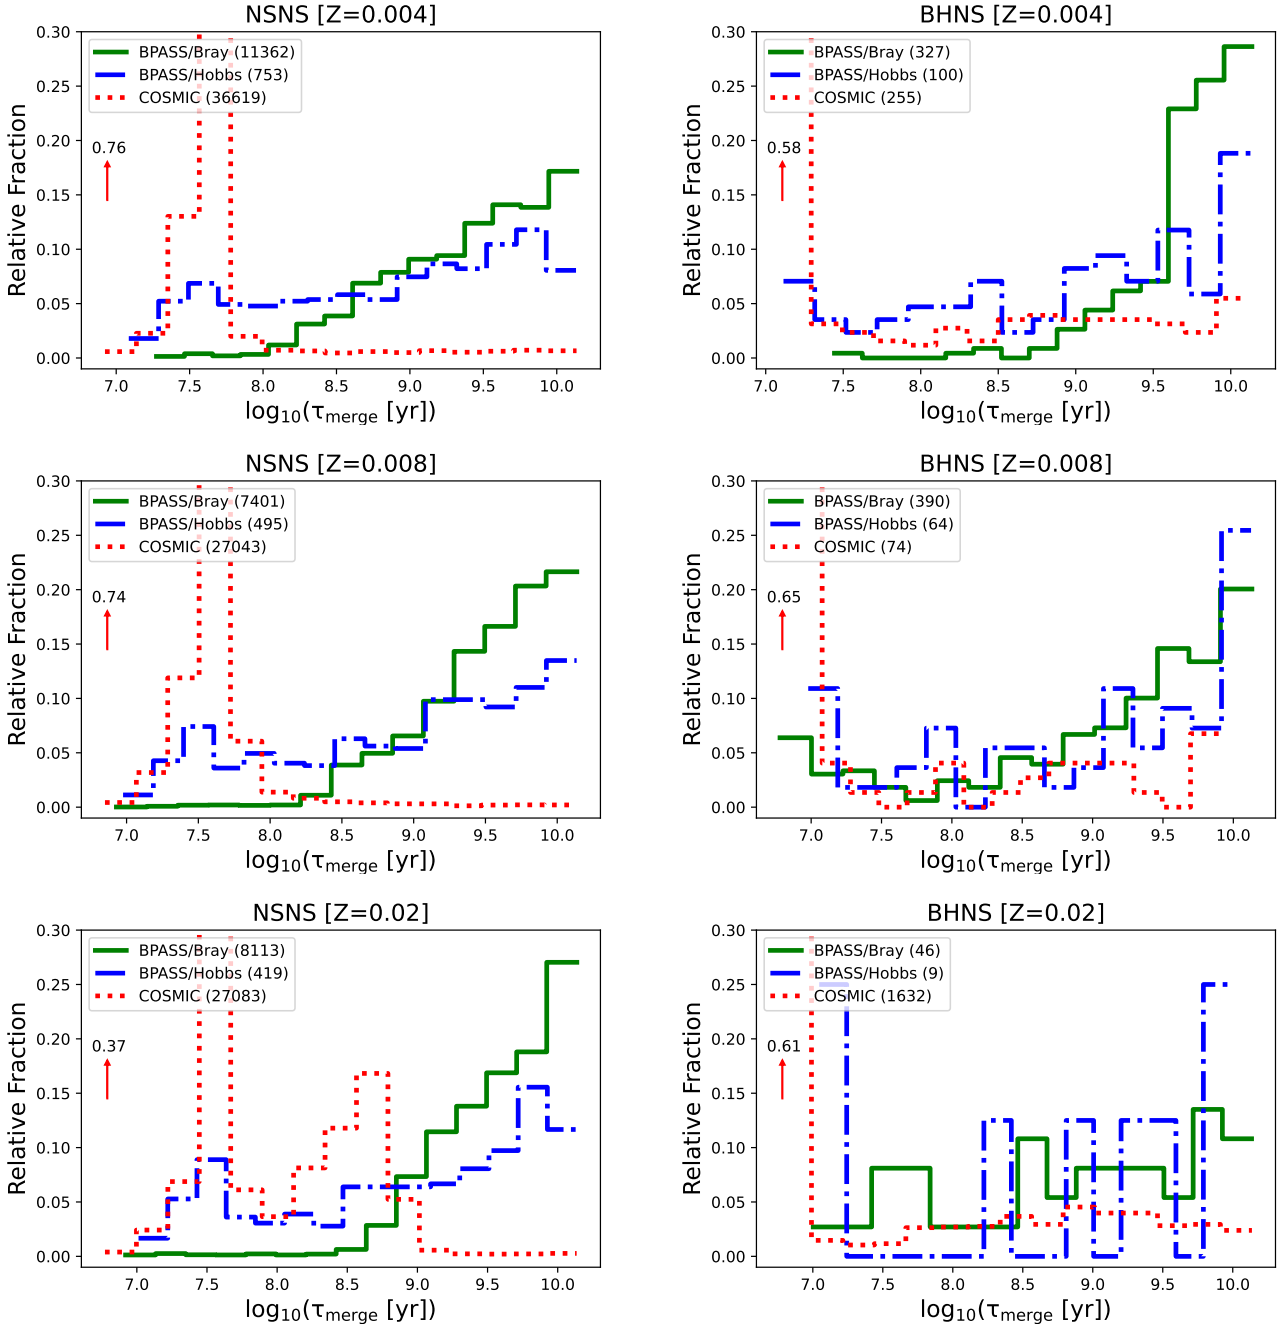 NSNS [Z=0.004]
Relative Fraction
0.30
0.25
0.20
0.15
0.10
0.05
0.00
BPASS/Bray (11362)
BPASS/Hobbs (753)
COSMIC (36619)
0.76
7.0 7.5 8.0 8.5 9.0 9.5 10.0
log10(τmerge [yr])
BHNS [Z=0.004]
Relative Fraction
0.30
0.25
0.20
0.15
0.10
0.05
0.00
BPASS/Bray (327)
BPASS/Hobbs (100)
COSMIC (255)
0.58
7.0 7.5 8.0 8.5 9.0 9.5 10.0
log10(τmerge [yr])
NSNS [Z=0.008]
Relative Fraction
0.30
0.25
0.20
0.15
0.10
0.05
0.00
BPASS/Bray (7401)
BPASS/Hobbs (495)
COSMIC (27043)
0.74
7.0 7.5 8.0 8.5 9.0 9.5 10.0
log10(τmerge [yr])
BHNS [Z=0.008]
Relative Fraction
0.30
0.25
0.20
0.15
0.10
0.05
0.00
BPASS/Bray (390)
BPASS/Hobbs (64)
COSMIC (74)
0.65
7.0 7.5 8.0 8.5 9.0 9.5 10.0
log10(τmerge [yr])
NSNS [Z=0.02]
Relative Fraction
0.30
0.25
0.20
0.15
0.10
0.05
0.00
BPASS/Bray (8113)
BPASS/Hobbs (419)
COSMIC (27083)
0.37
7.0 7.5 8.0 8.5 9.0 9.5 10.0
log10(τmerge [yr])
BHNS [Z=0.02]
Relative Fraction
0.30
0.25
0.20
0.15
0.10
0.05
0.00
BPASS/Bray (46)
BPASS/Hobbs (9)
COSMIC (1632)
0.61
7.0 7.5 8.0 8.5 9.0 9.5 10.0
log10(τmerge [yr])